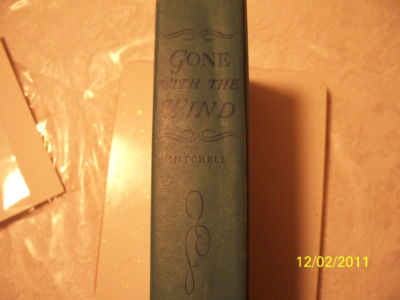 GONE
WITH THE
WIND
MITCHELL
12/02/2011